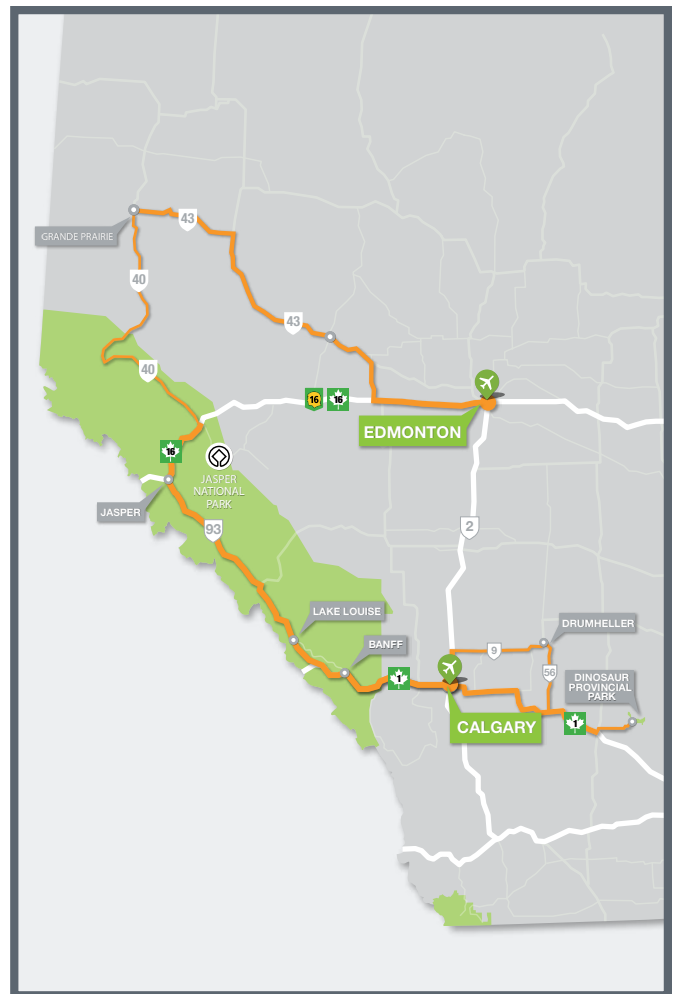 43
GRANDE PRAIRIE
40
43
40
16
16
EDMONTON
16
JASPER
NATIONAL
PARK
JASPER
93
2
LAKE LOUISE
DRUMHELLER
BANFF
9
56
DINOSAUR
PROVINCIAL
PARK
1
1
CALGARY